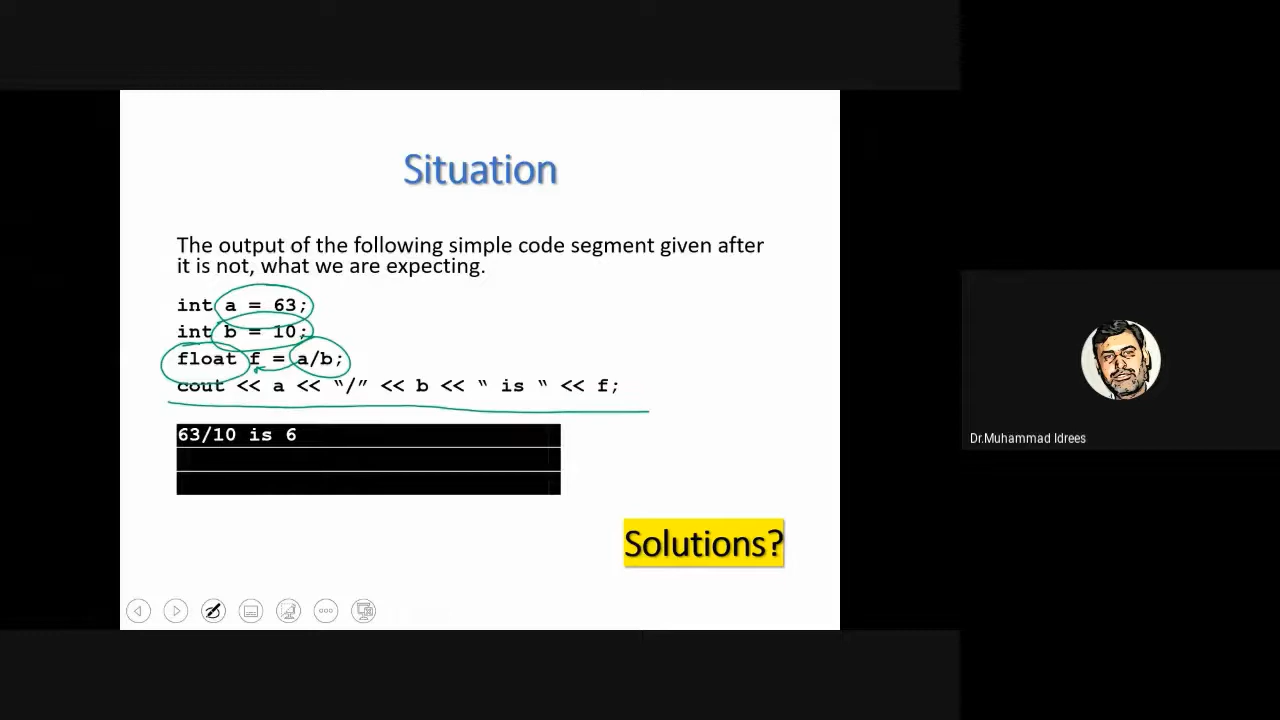 Situation
The output of the following simple code segment given after
it is not, what we are expecting.
int a = 63;
int b = 10;
float f = a/b;
cout << a << “/” << b << “ is “ << f;
63/10 is 6
Solutions?
Dr.Muhammad Idrees